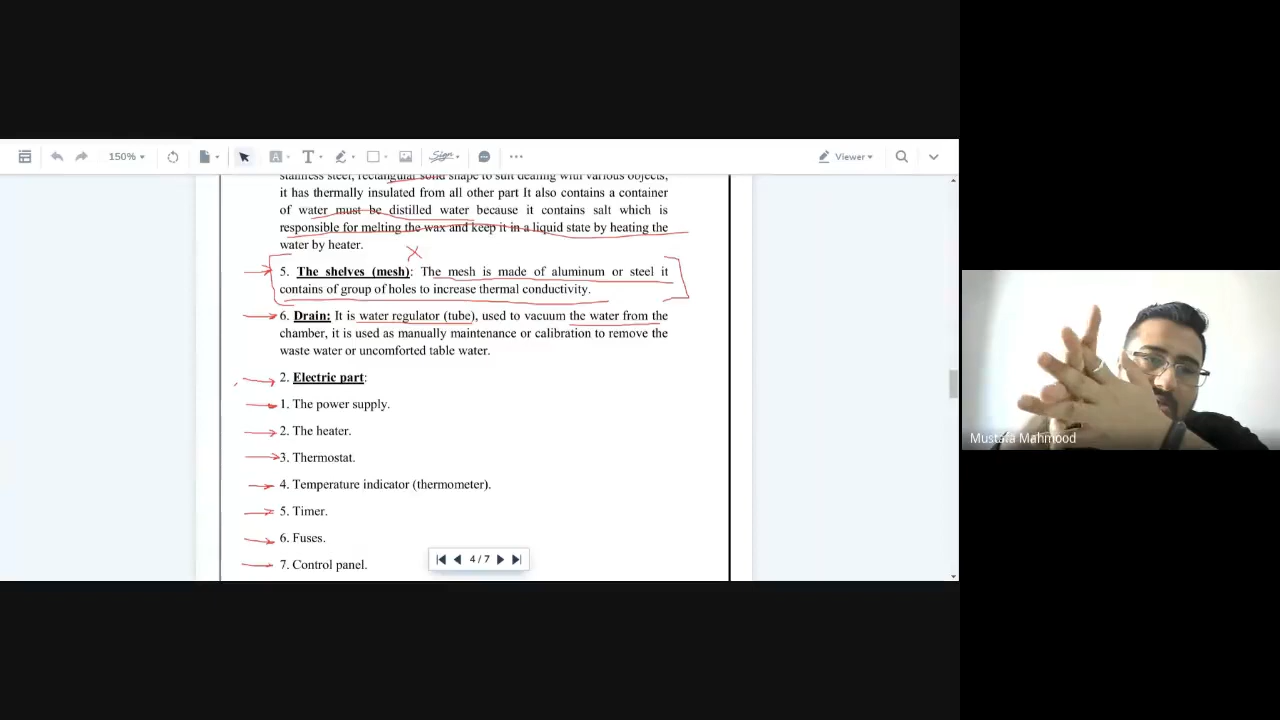 150%
Sign
Viewer
stainless steel, rectangular solid shape to suit dealing with various objects,
it has thermally insulated from all other part It also contains a container
of water must be distilled water because it contains salt which is
responsible for melting the wax and keep it in a liquid state by heating the
water by heater.
5. The shelves (mesh): The mesh is made of aluminum or steel it
contains of group of holes to increase thermal conductivity.
6. Drain: It is water regulator (tube), used to vacuum the water from the
chamber, it is used as manually maintenance or calibration to remove the
waste water or uncomforted table water.
2. Electric part:
1. The power supply.
2. The heater.
3. Thermostat.
4. Temperature indicator (thermometer).
5. Timer.
6. Fuses.
7. Control panel.
4 / 7
Mustafa Mahmood